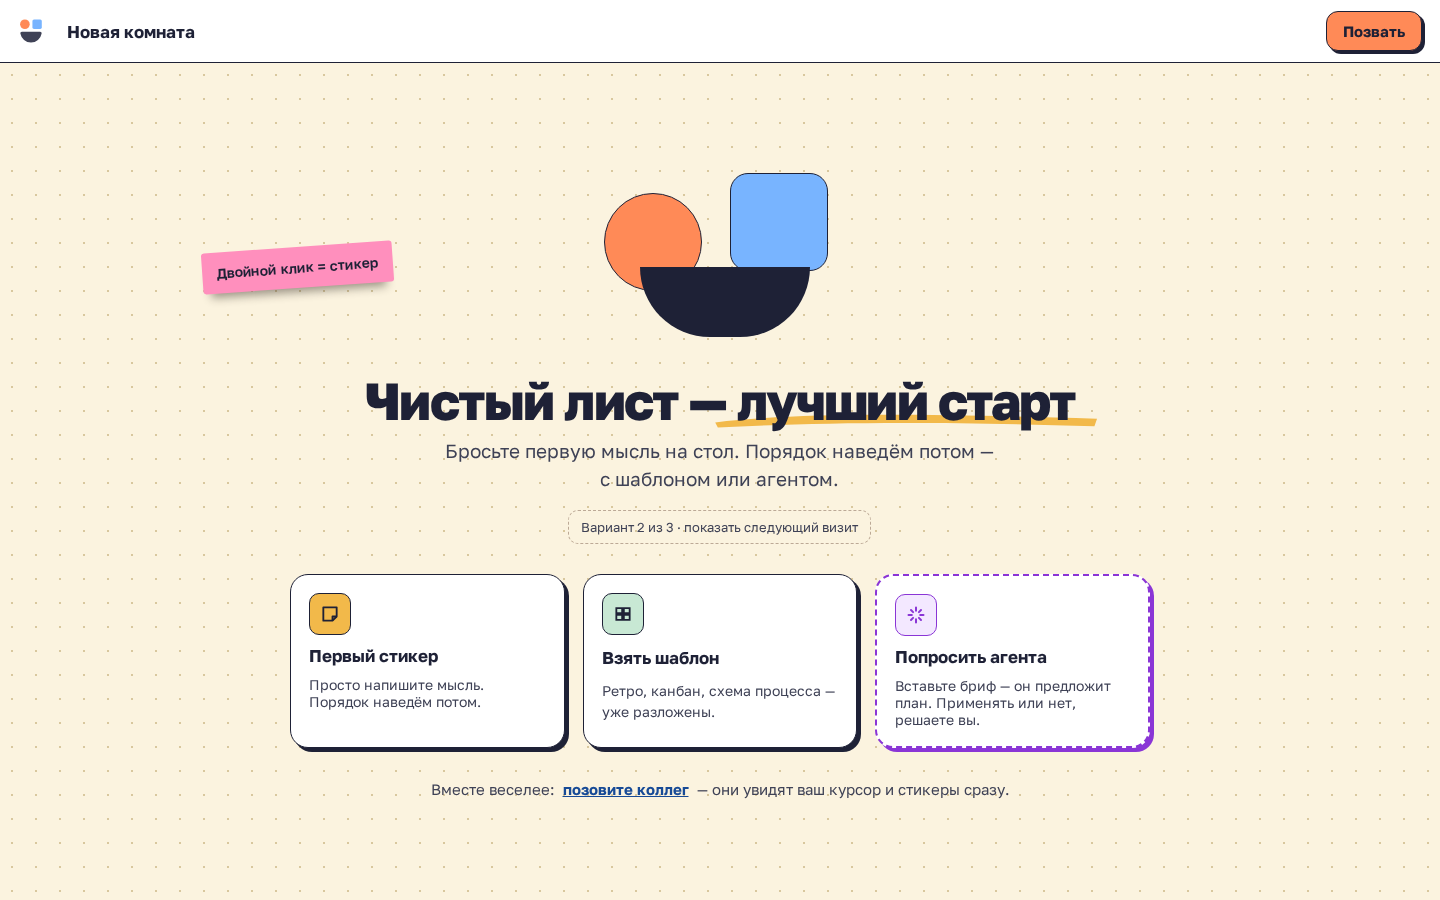 Новая комната
Позвать
Двойной клик = стикер
Чистый лист — лучший старт
Бросьте первую мысль на стол. Порядок наведём потом —
с шаблоном или агентом.
Вариант 2 из 3 · показать следующий визит
Первый стикер
Просто напишите мысль.
Порядок наведём потом.
Взять шаблон
Ретро, канбан, схема процесса —
уже разложены.
Попросить агента
Вставьте бриф — он предложит
план. Применять или нет,
решаете вы.
Вместе веселее: позовите коллег — они увидят ваш курсор и стикеры сразу.